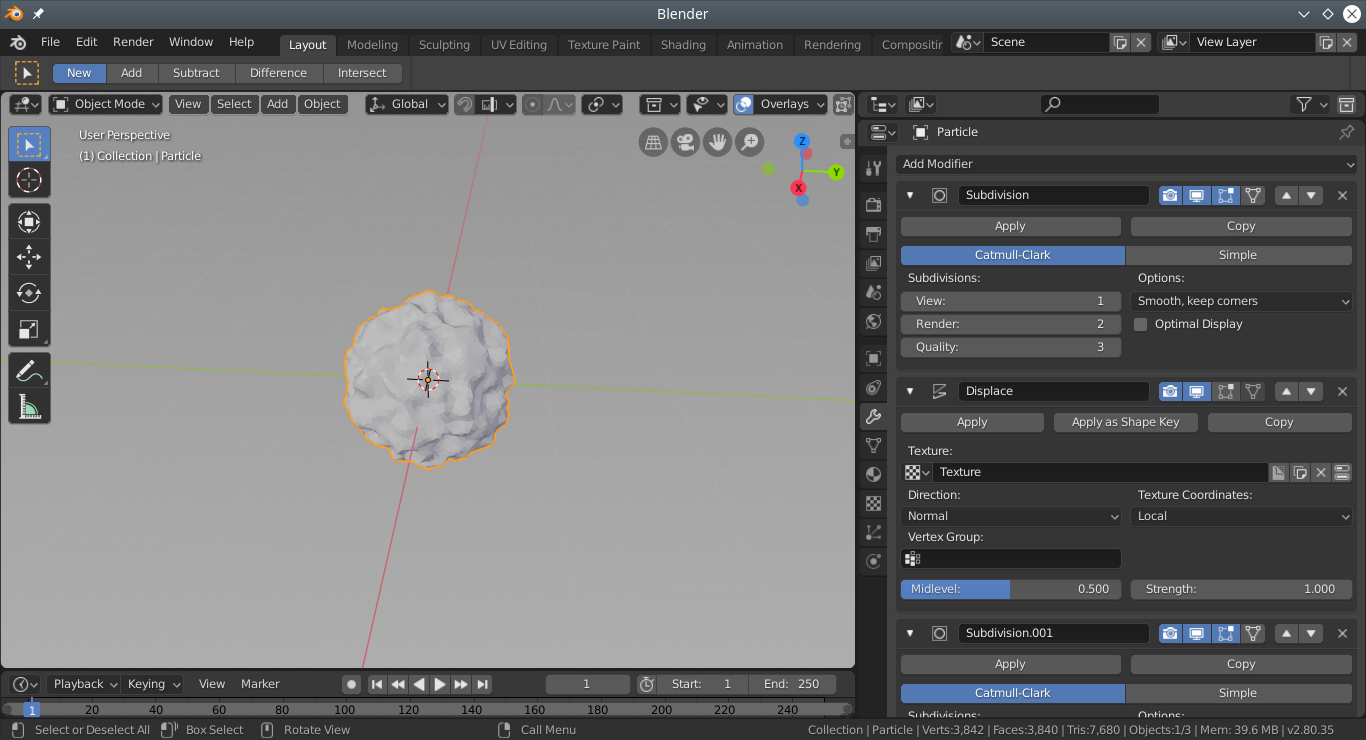 Blender
File Edit Render Window Help Layout Modeling Sculpting UV Editing Texture Paint Shading Animation Rendering Compositin Scene View Layer
New Add Subtract Difference Intersect
Object Mode View Select Add Object Global Overlays
User Perspective
(1) Collection | Particle
Z
Y
X
Particle
Add Modifier
Subdivision
Apply Copy
Catmull-Clark Simple
Subdivisions: Options:
View: 1 Smooth, keep corners
Render: 2 Optimal Display
Quality: 3
Displace
Apply Apply as Shape Key Copy
Texture:
Texture
Direction: Texture Coordinates:
Normal Local
Vertex Group:
Midlevel: 0.500 Strength: 1.000
Subdivision.001
Apply Copy
Catmull-Clark Simple
Subdivisions: Options:
Playback Keying View Marker 1 Start: 1 End: 250
1 20 40 60 80 100 120 140 160 180 200 220 240
Select or Deselect All Box Select Rotate View Call Menu Collection | Particle | Verts:3,842 | Faces:3,840 | Tris:7,680 | Objects:1/3 | Mem: 39.6 MB | v2.80.35